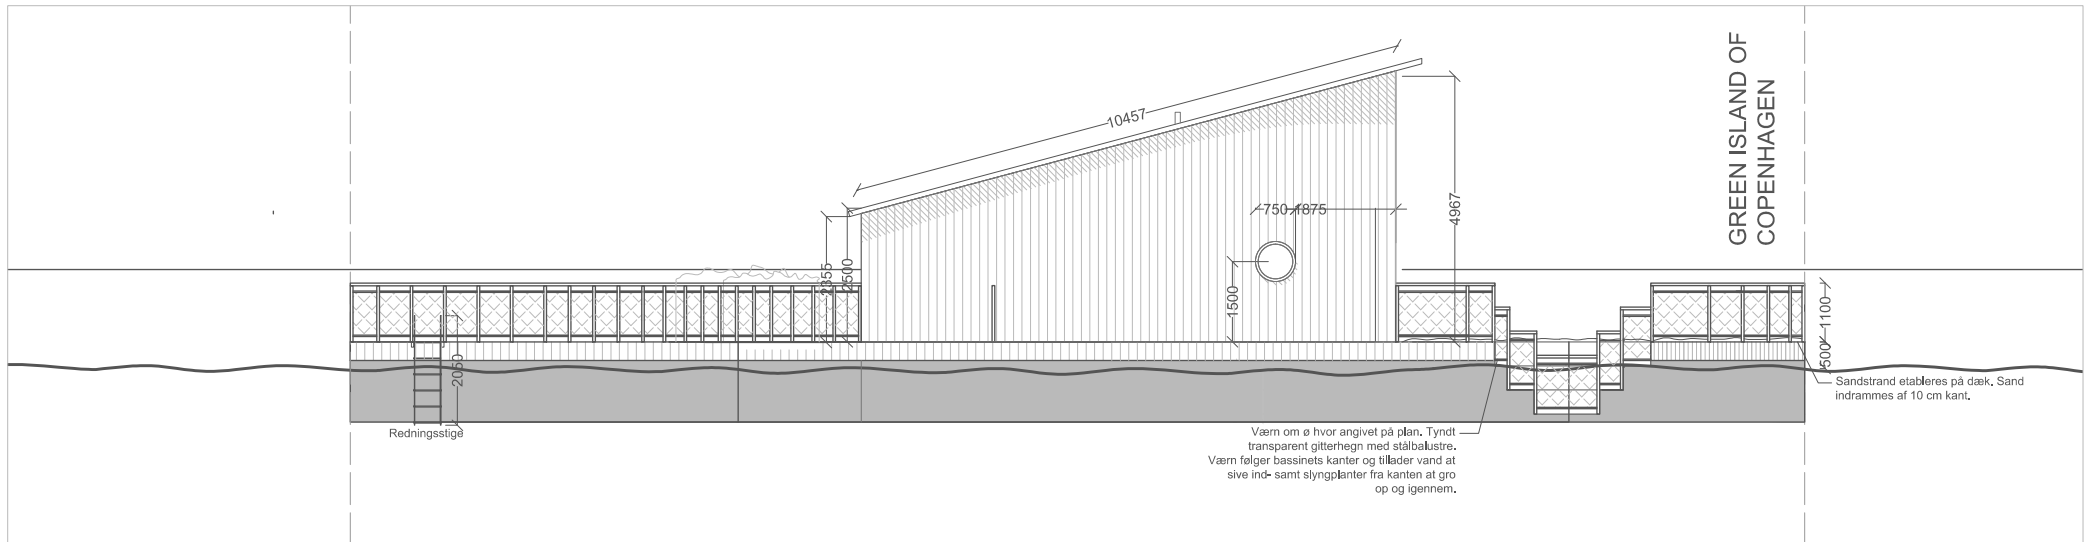 GREEN ISLAND OF
COPENHAGEN
10457
4967
750
1875
2355
2500
1500
1100
500
2050
Redningsstige
Sandstrand etableres på dæk. Sand
indrammes af 10 cm kant.
Værn om ø hvor angivet på plan. Tyndt
transparent gitterhegn med stålbalustre.
Værn følger bassinets kanter og tillader vand at
sive ind- samt slyngplanter fra kanten at gro
op og igennem.